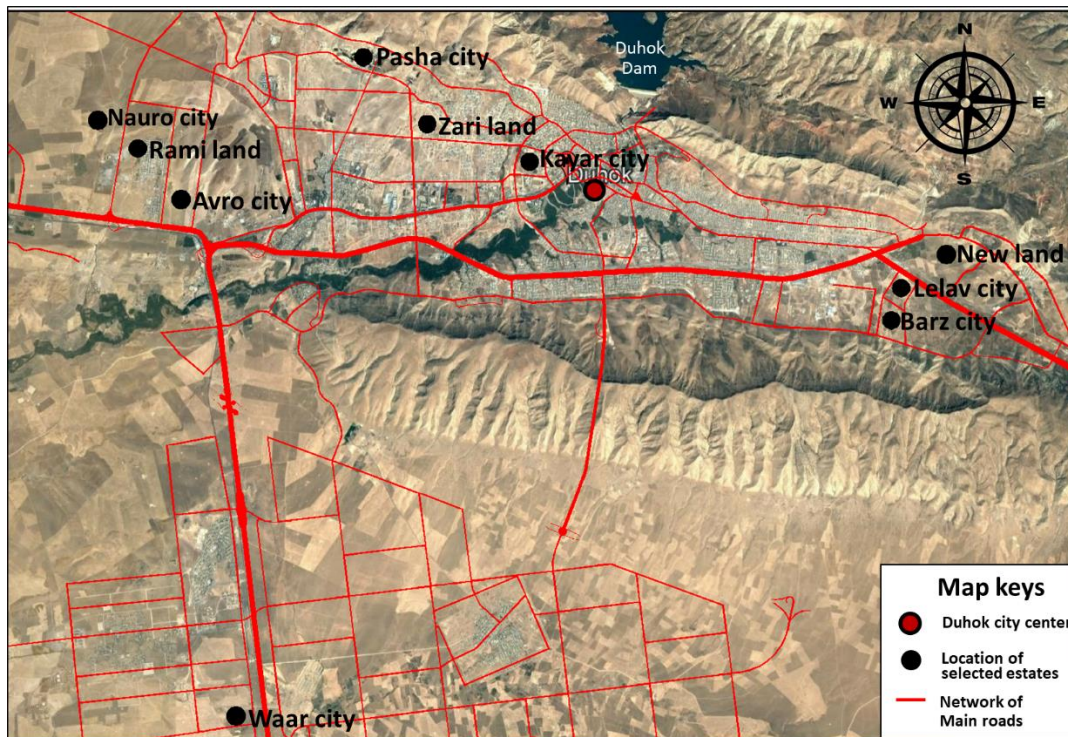 Duhok
Dam
N
W
E
S
Pasha city
Nauro city
Zari land
Rami land
Kayar city
Duhok
Avro city
New land
Lelav city
Barz city
Waar city
Map keys
Duhok city center
Location of
selected estates
Network of
Main roads